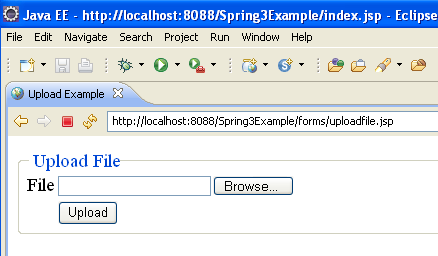 Java EE - http://localhost:8088/Spring3Example/index.jsp - Eclipse
File Edit Navigate Search Project Run Window Help
Upload Example
http://localhost:8088/Spring3Example/forms/uploadfile.jsp
Upload File
File Browse...
Upload